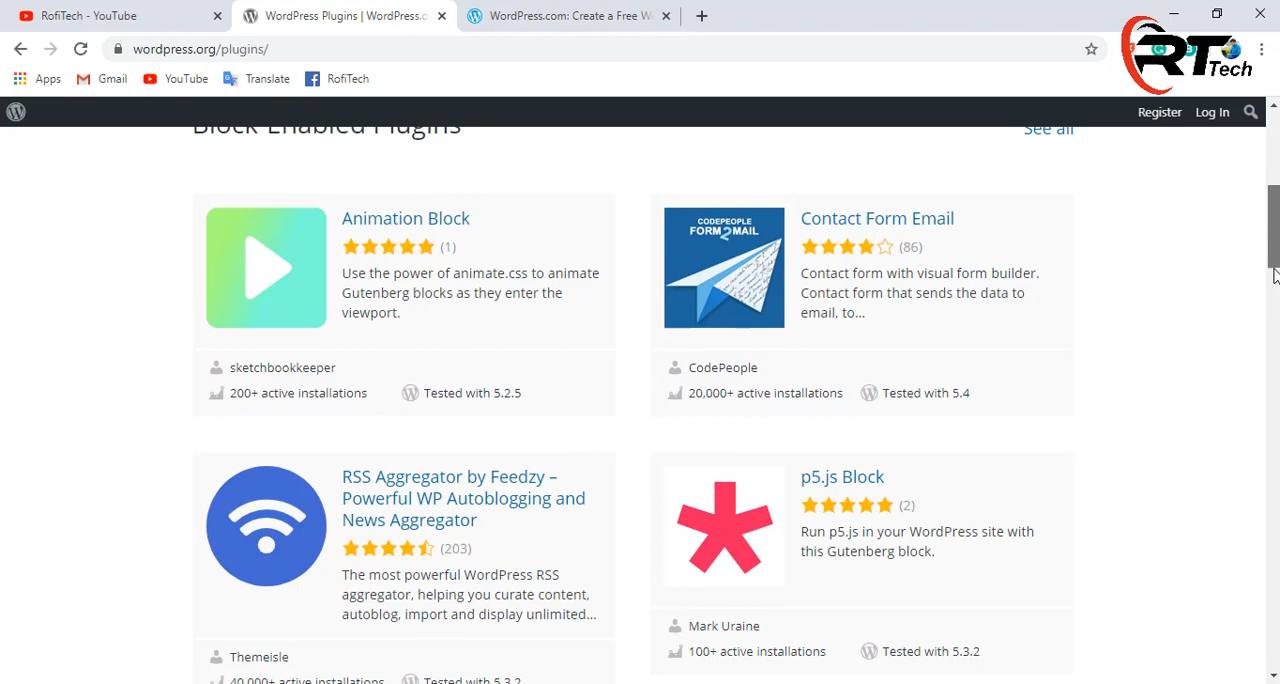 RofiTech - YouTube
WordPress Plugins | WordPress.o
WordPress.com: Create a Free W
wordpress.org/plugins/
RT
Tech
Apps
Gmail
YouTube
Translate
RofiTech
Register
Log In
Block-Enabled Plugins
See all
Animation Block
(1)
Use the power of animate.css to animate
Gutenberg blocks as they enter the
viewport.
sketchbookkeeper
200+ active installations
Tested with 5.2.5
CODEPEOPLE
FORM2MAIL
Contact Form Email
(86)
Contact form with visual form builder.
Contact form that sends the data to
email, to...
CodePeople
20,000+ active installations
Tested with 5.4
RSS Aggregator by Feedzy –
Powerful WP Autoblogging and
News Aggregator
(203)
The most powerful WordPress RSS
aggregator, helping you curate content,
autoblog, import and display unlimited...
Themeisle
40,000+ active installations
Tested with 5.3.2
p5.js Block
(2)
Run p5.js in your WordPress site with
this Gutenberg block.
Mark Uraine
100+ active installations
Tested with 5.3.2